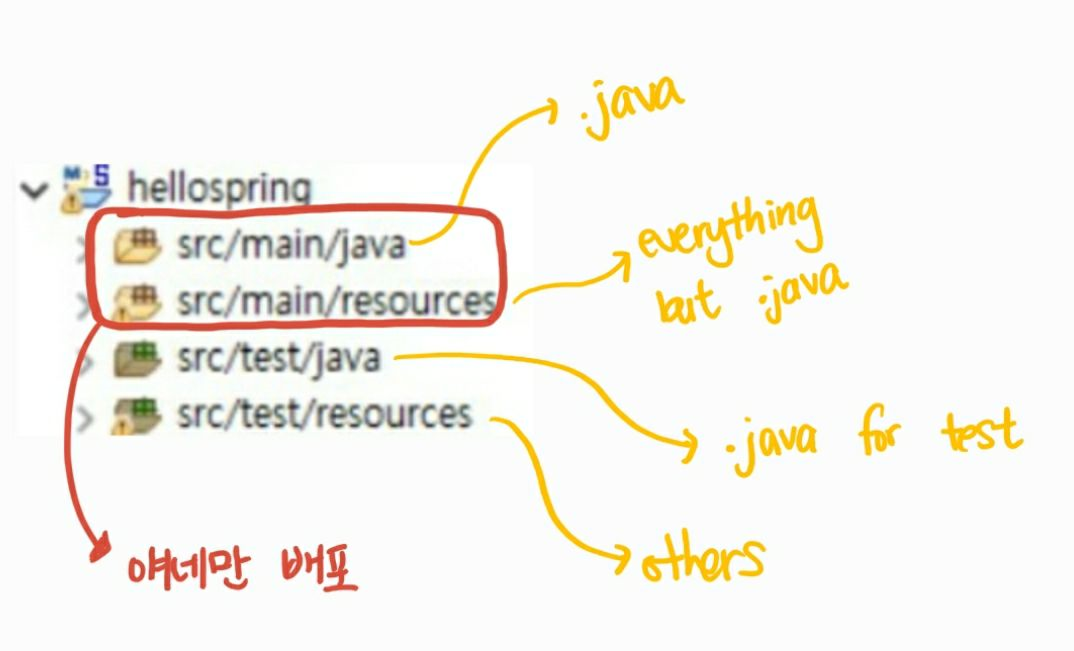 .java
hellospring
src/main/java
everything
but .java
src/main/resources
src/test/java
src/test/resources
.java for test
others
얘네만 배포